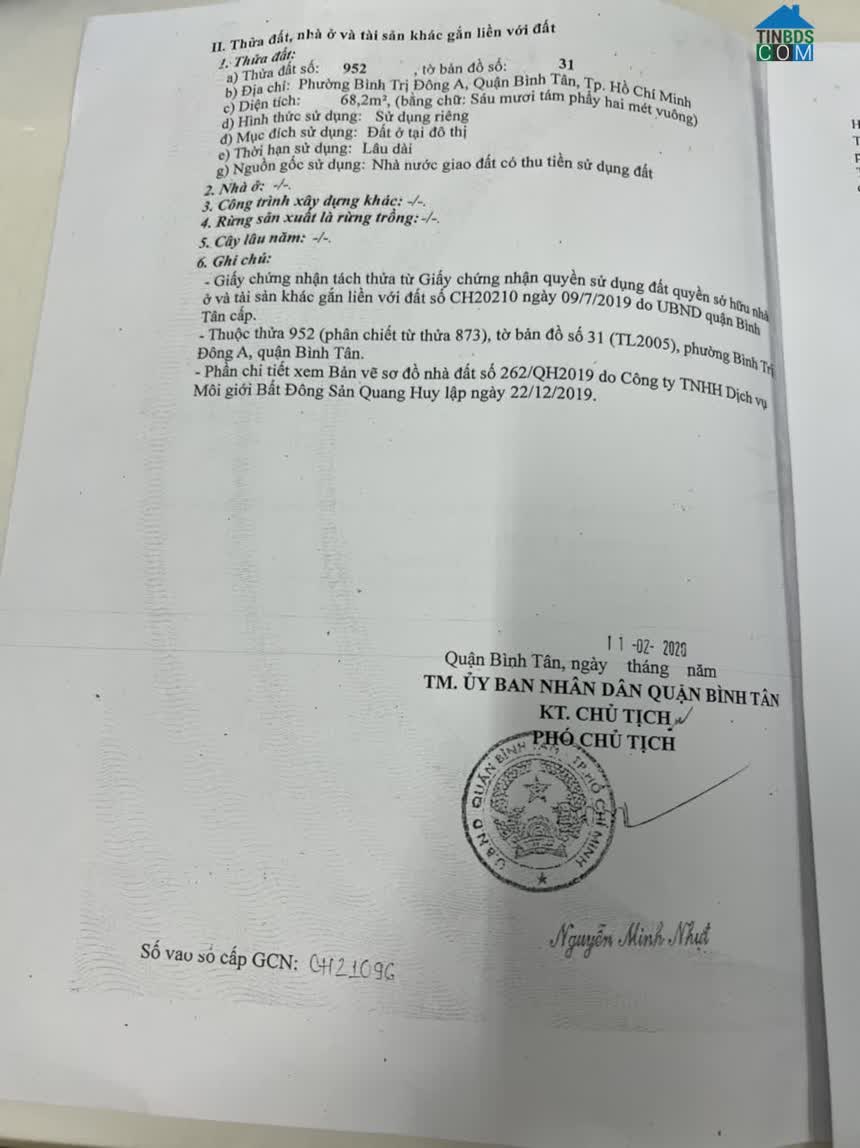 TINBDS
COM
II. Thửa đất, nhà ở và tài sản khác gắn liền với đất
1. Thửa đất:
a) Thửa đất số: 952 , tờ bản đồ số: 31
b) Địa chỉ: Phường Bình Trị Đông A, Quận Bình Tân, Tp. Hồ Chí Minh
c) Diện tích: 68,2m², (bằng chữ: Sáu mươi tám phẩy hai mét vuông)
d) Hình thức sử dụng: Sử dụng riêng
đ) Mục đích sử dụng: Đất ở tại đô thị
e) Thời hạn sử dụng: Lâu dài
g) Nguồn gốc sử dụng: Nhà nước giao đất có thu tiền sử dụng đất
2. Nhà ở: -/-.
3. Công trình xây dựng khác: -/-.
4. Rừng sản xuất là rừng trồng: -/-.
5. Cây lâu năm: -/-.
6. Ghi chú:
- Giấy chứng nhận tách thửa từ Giấy chứng nhận quyền sử dụng đất quyền sở hữu nhà
ở và tài sản khác gắn liền với đất số CH20210 ngày 09/7/2019 do UBND quận Bình
Tân cấp.
- Thuộc thửa 952 (phân chiết từ thửa 873), tờ bản đồ số 31 (TL2005), phường Bình Trị
Đông A, quận Bình Tân.
- Phần chi tiết xem Bản vẽ sơ đồ nhà đất số 262/QH2019 do Công ty TNHH Dịch vụ
Môi giới Bất Động Sản Quang Huy lập ngày 22/12/2019.
11-02-2020
Quận Bình Tân, ngày tháng năm
TM. ỦY BAN NHÂN DÂN QUẬN BÌNH TÂN
KT. CHỦ TỊCH
PHÓ CHỦ TỊCH
U.B.N.D QUẬN BÌNH TÂN - TP. HỒ CHÍ MINH
Nguyễn Minh Nhựt
Số vào sổ cấp GCN: CH21096